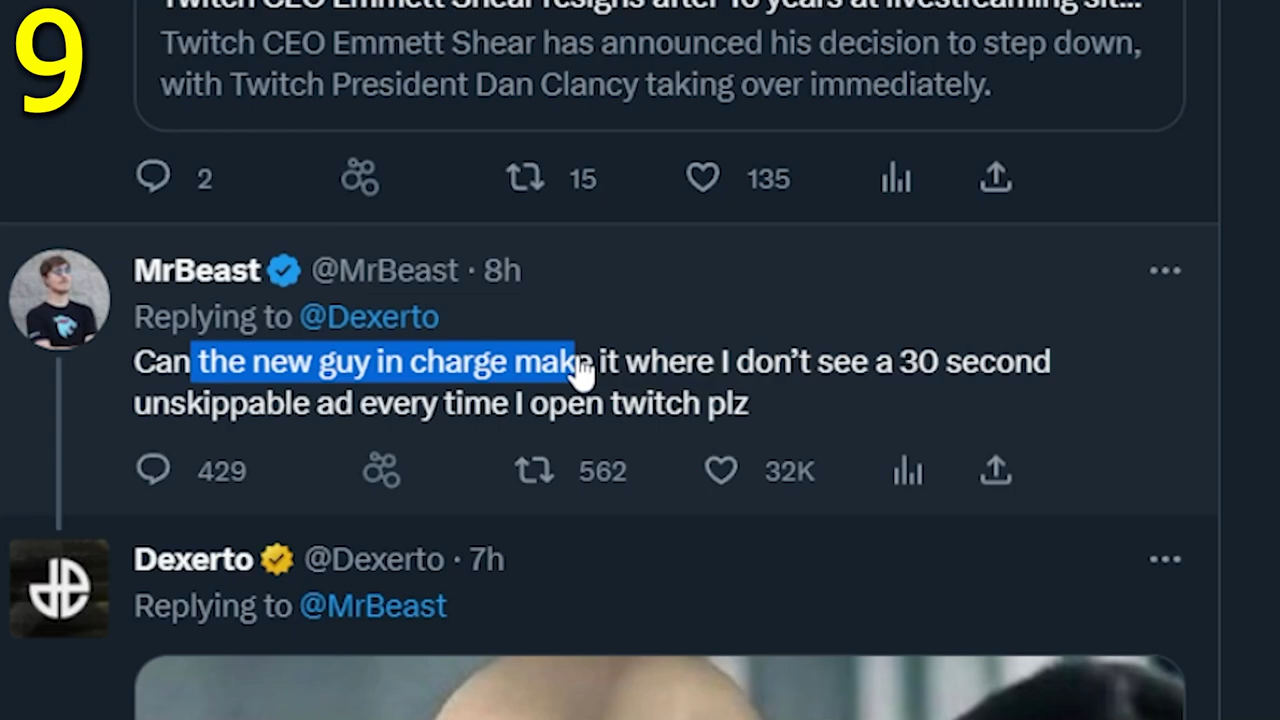 9
Twitch CEO Emmett Shear resigns after 16 years at livestreaming sit...
Twitch CEO Emmett Shear has announced his decision to step down,
with Twitch President Dan Clancy taking over immediately.
2 15 135
MrBeast @MrBeast · 8h
Replying to @Dexerto
Can the new guy in charge make it where I don’t see a 30 second
unskippable ad every time I open twitch plz
429 562 32K
Dexerto @Dexerto · 7h
Replying to @MrBeast